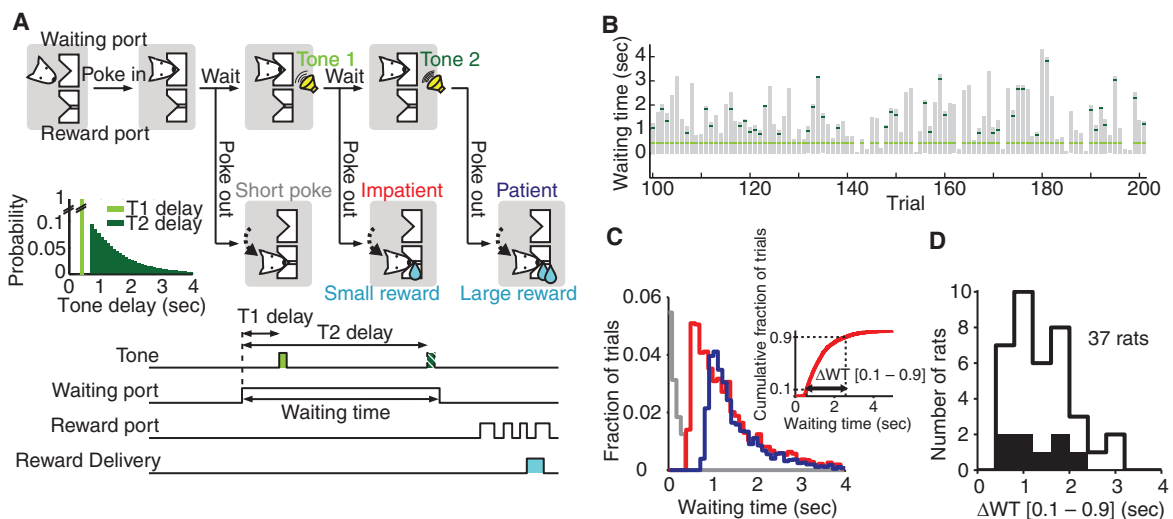 A
Waiting port
Poke in
Reward port
Wait
Tone 1
Wait
Tone 2
Poke out
Poke out
Poke out
Short poke
Impatient
Patient
Small reward
Large reward
Probability
1
0.1
0.05
0
T1 delay
T2 delay
0 1 2 3 4
Tone delay (sec)
T1 delay
T2 delay
Tone
Waiting port
Waiting time
Reward port
Reward Delivery
B
Waiting time (sec)
4
3
2
1
0
100 120 140 160 180 200
Trial
C
Fraction of trials
0.06
0.04
0.02
0
0 1 2 3 4
Waiting time (sec)
Cumulative fraction of trials
0.9
0.1
ΔWT [0.1 – 0.9]
0 2 4
Waiting time (sec)
D
Number of rats
10
8
6
4
2
0
37 rats
0 1 2 3 4
ΔWT [0.1 – 0.9] (sec)